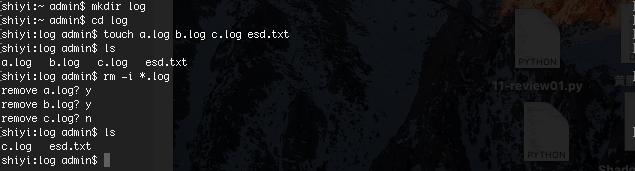 shiyi:~ admin$ mkdir log
shiyi:~ admin$ cd log
shiyi:log admin$ touch a.log b.log c.log esd.txt
shiyi:log admin$ ls
a.log b.log c.log esd.txt
shiyi:log admin$ rm -i *.log
remove a.log? y
remove b.log? y
remove c.log? n
shiyi:log admin$ ls
c.log esd.txt
shiyi:log admin$
PYTHON
11-review01.py
PYTHON